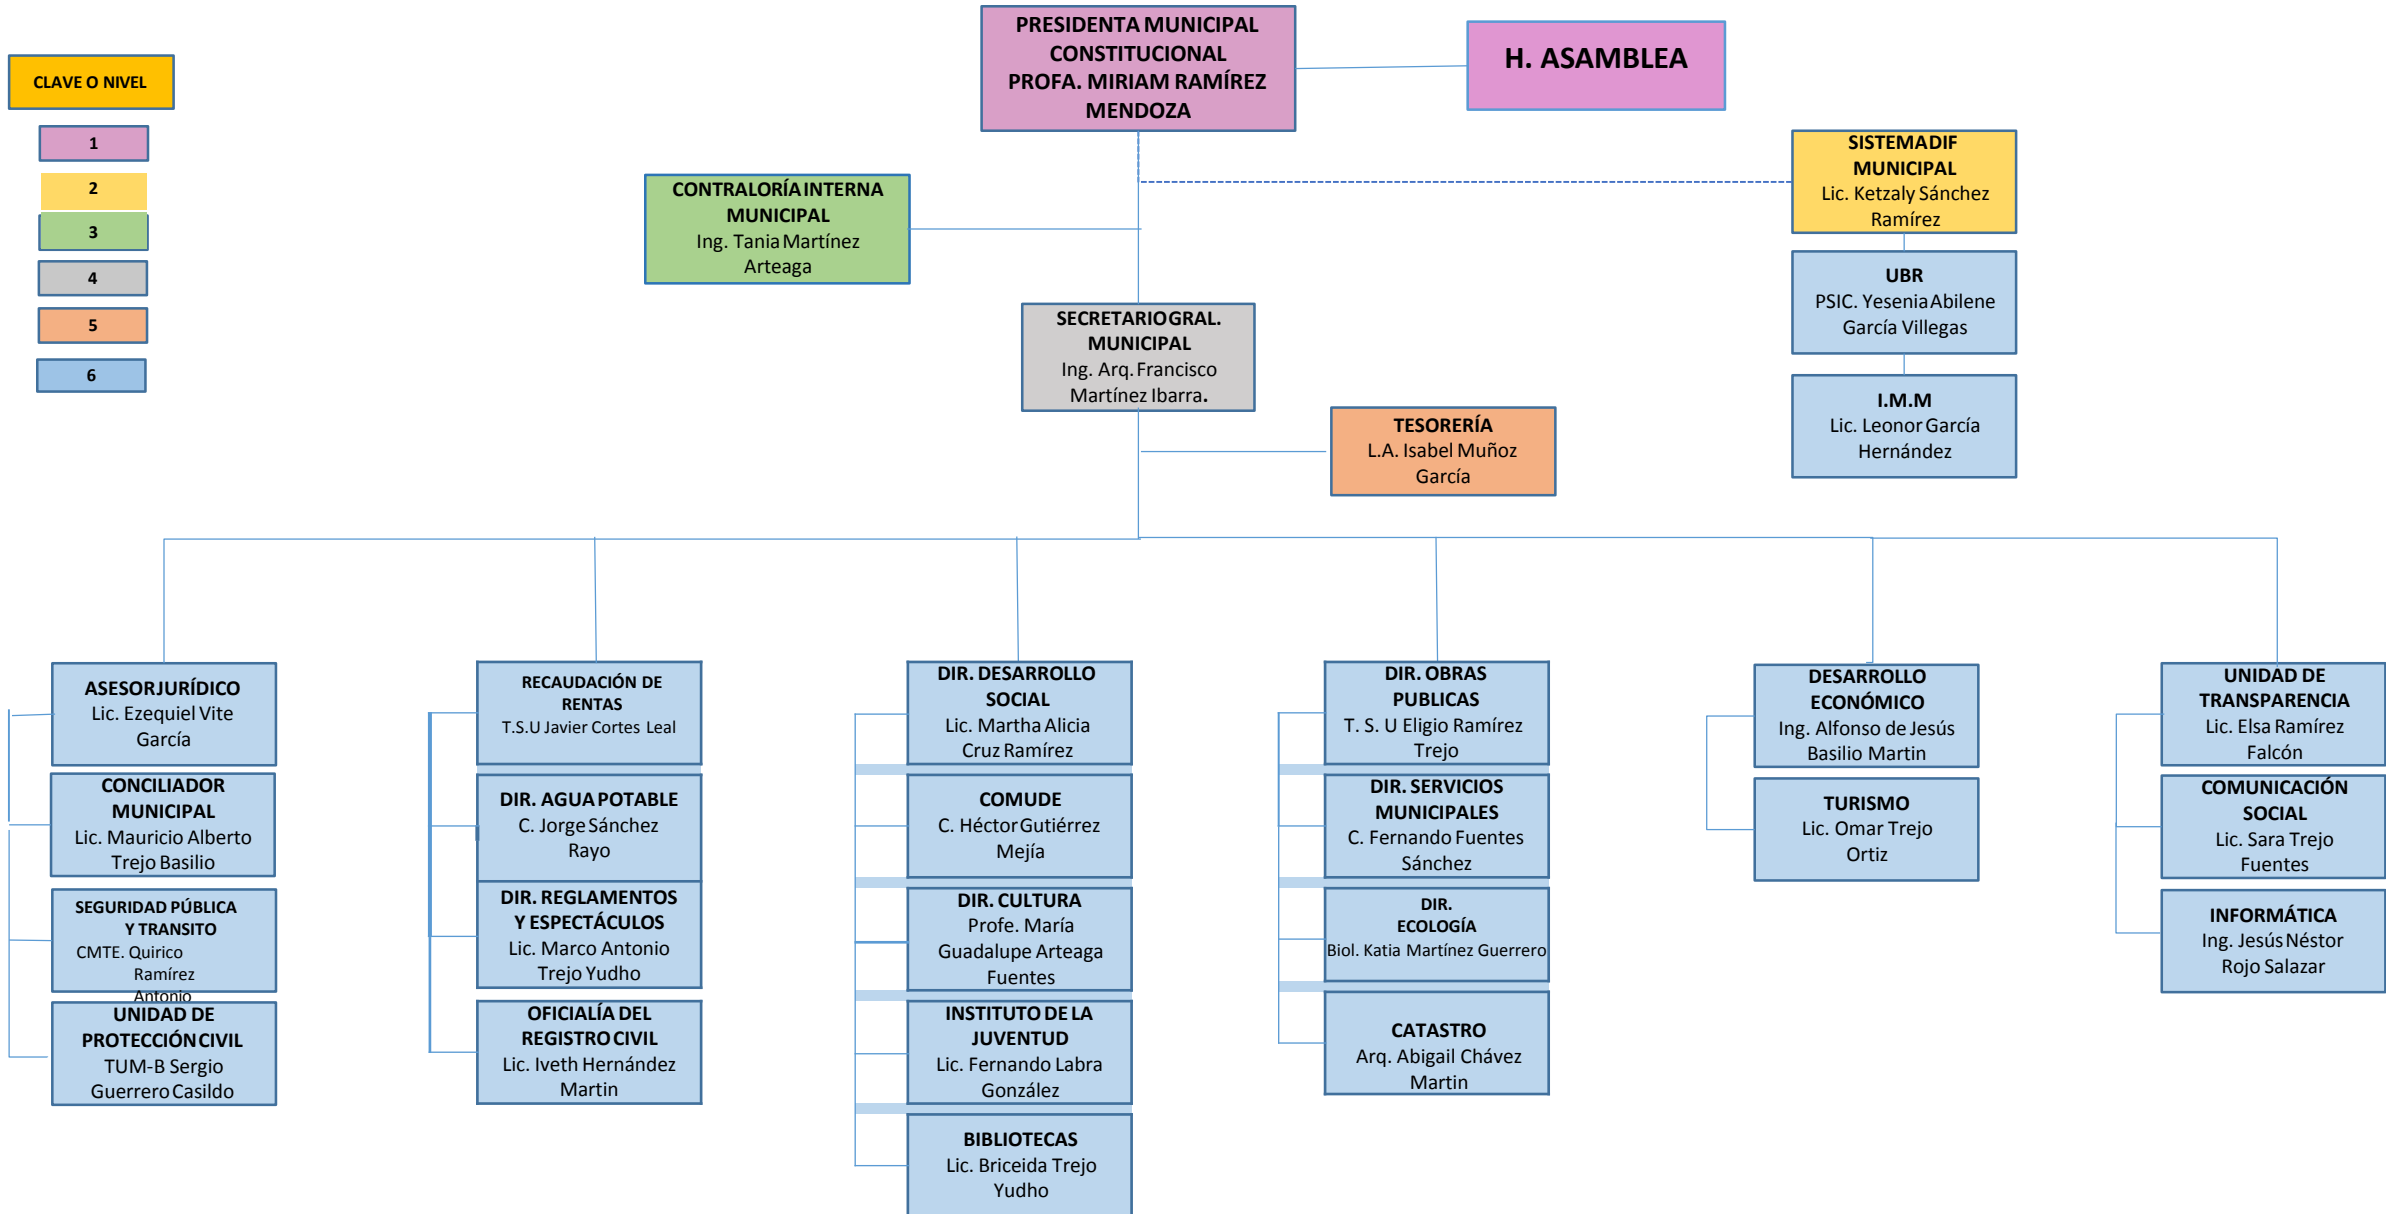 PRESIDENTA MUNICIPAL
CONSTITUCIONAL
PROFA. MIRIAM RAMÍREZ
MENDOZA
H. ASAMBLEA
CLAVE O NIVEL
1
2
3
4
5
6
SISTEMA DIF
MUNICIPAL
Lic. Ketzaly Sánchez
Ramírez
CONTRALORÍA INTERNA
MUNICIPAL
Ing. Tania Martínez
Arteaga
UBR
PSIC. Yesenia Abilene
García Villegas
SECRETARIO GRAL.
MUNICIPAL
Ing. Arq. Francisco
Martínez Ibarra.
I.M.M
Lic. Leonor García
Hernández
TESORERÍA
L.A. Isabel Muñoz
García
ASESOR JURÍDICO
Lic. Ezequiel Vite
García
CONCILIADOR
MUNICIPAL
Lic. Mauricio Alberto
Trejo Basilio
SEGURIDAD PÚBLICA
Y TRANSITO
CMTE. Quirico
Ramírez
Antonio
UNIDAD DE
PROTECCIÓN CIVIL
TUM-B Sergio
Guerrero Casildo
RECAUDACIÓN DE
RENTAS
T.S.U Javier Cortes Leal
DIR. AGUA POTABLE
C. Jorge Sánchez
Rayo
DIR. REGLAMENTOS
Y ESPECTÁCULOS
Lic. Marco Antonio
Trejo Yudho
OFICIALÍA DEL
REGISTRO CIVIL
Lic. Iveth Hernández
Martin
DIR. DESARROLLO
SOCIAL
Lic. Martha Alicia
Cruz Ramírez
COMUDE
C. Héctor Gutiérrez
Mejía
DIR. CULTURA
Profe. María
Guadalupe Arteaga
Fuentes
INSTITUTO DE LA
JUVENTUD
Lic. Fernando Labra
González
BIBLIOTECAS
Lic. Briceida Trejo
Yudho
DIR. OBRAS
PUBLICAS
T. S. U Eligio Ramírez
Trejo
DIR. SERVICIOS
MUNICIPALES
C. Fernando Fuentes
Sánchez
DIR.
ECOLOGÍA
Biol. Katia Martínez Guerrero
CATASTRO
Arq. Abigail Chávez
Martin
DESARROLLO
ECONÓMICO
Ing. Alfonso de Jesús
Basilio Martin
TURISMO
Lic. Omar Trejo
Ortiz
UNIDAD DE
TRANSPARENCIA
Lic. Elsa Ramírez
Falcón
COMUNICACIÓN
SOCIAL
Lic. Sara Trejo
Fuentes
INFORMÁTICA
Ing. Jesús Néstor
Rojo Salazar